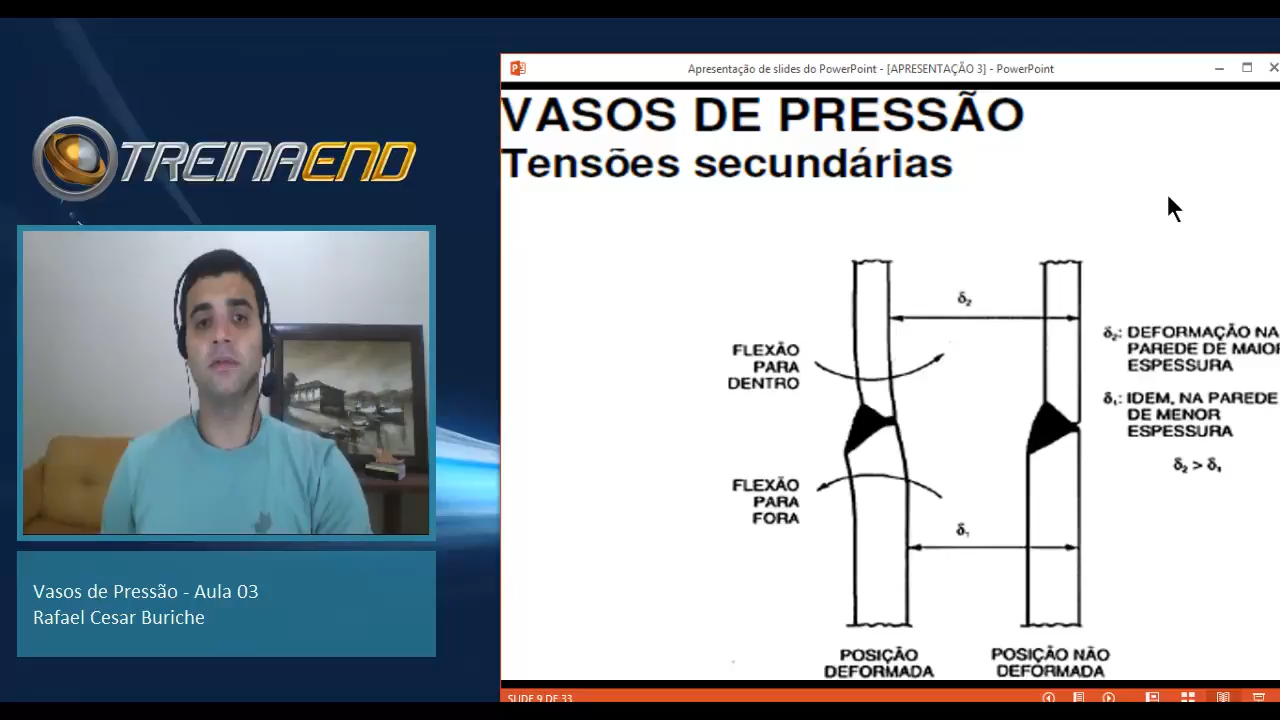 TREINAEND
Vasos de Pressão - Aula 03
Rafael Cesar Buriche
Apresentação de slides do PowerPoint - [APRESENTAÇÃO 3] - PowerPoint
VASOS DE PRESSÃO
Tensões secundárias
δ₂
FLEXÃO
PARA
DENTRO
δ₂: DEFORMAÇÃO NA
PAREDE DE MAIOR
ESPESSURA
δ₁: IDEM, NA PAREDE
DE MENOR
ESPESSURA
δ₂ > δ₁
FLEXÃO
PARA
FORA
δ₁
POSIÇÃO
DEFORMADA
POSIÇÃO NÃO
DEFORMADA
SLIDE 9 DE 33